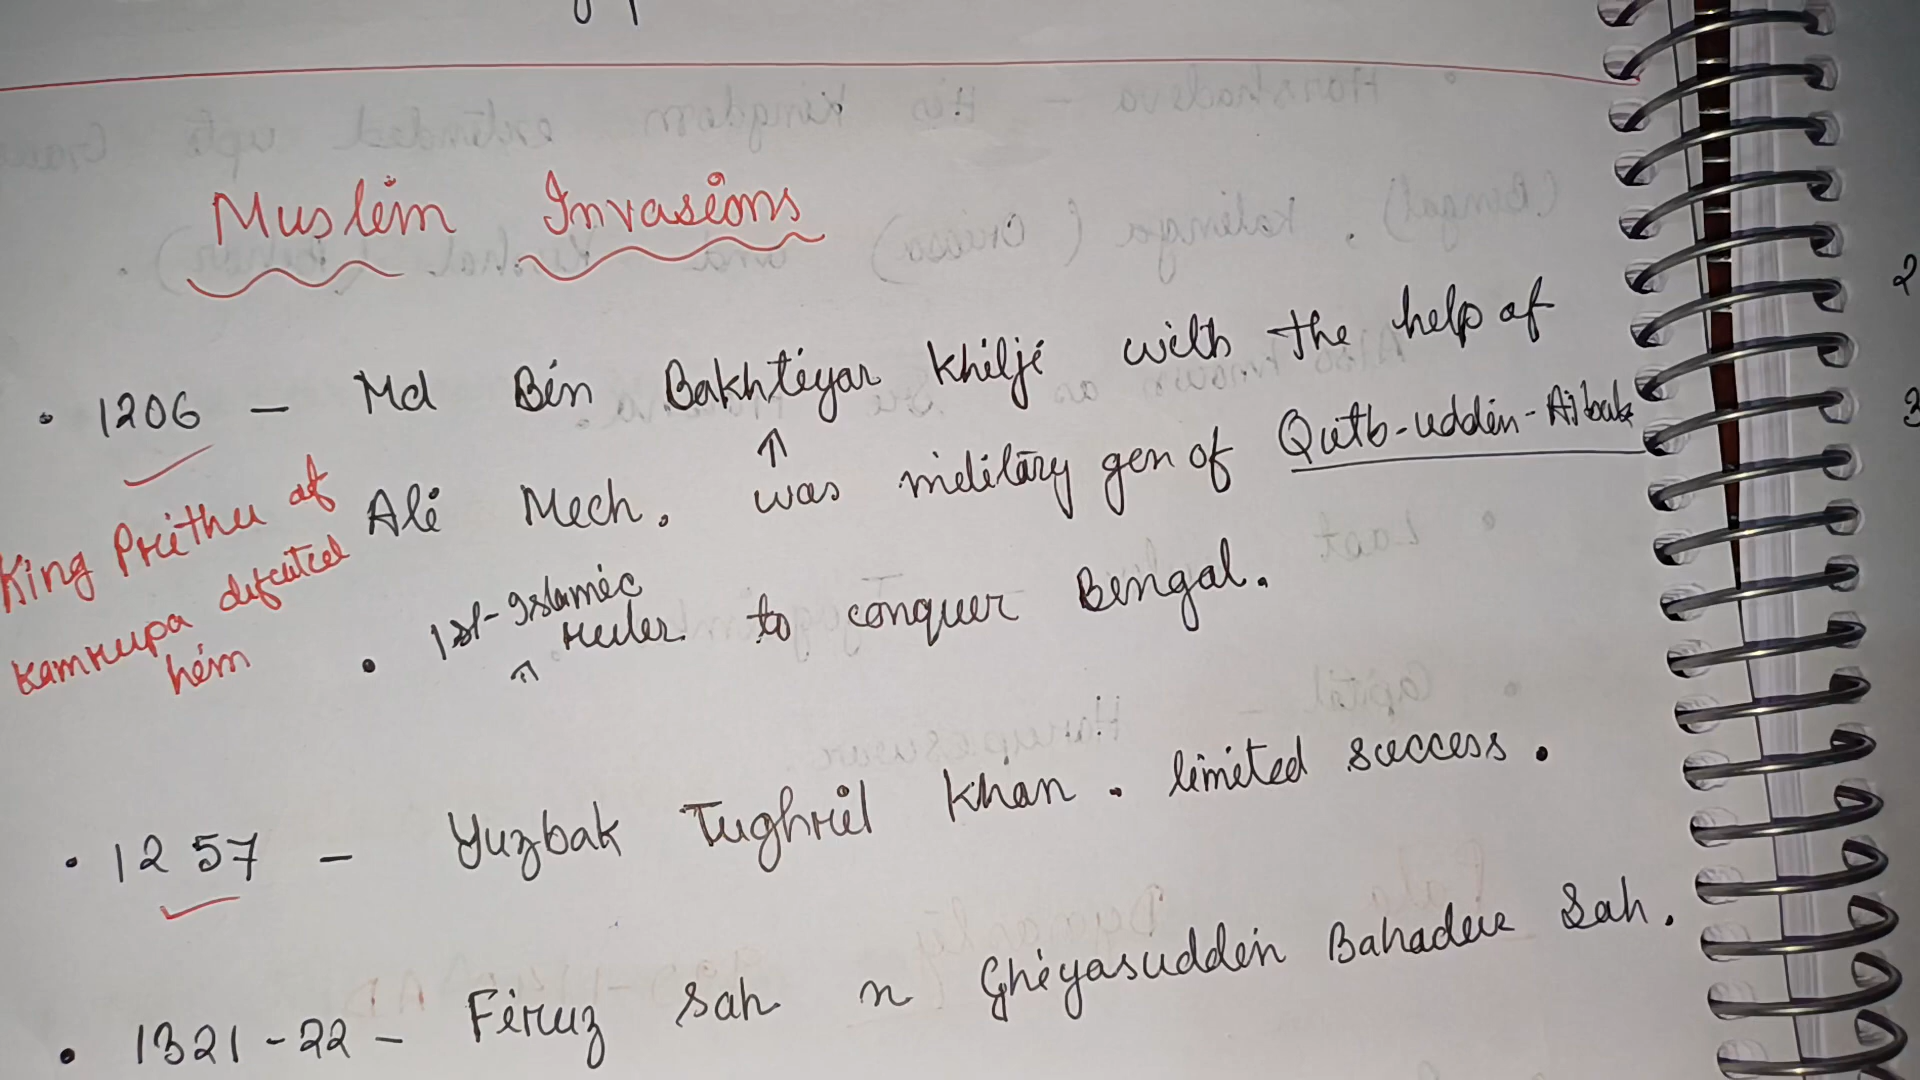 Muslim Invasions
• 1206 - Md Bin Bakhtiyar Khilji with the help of
Ali Mech. was military gen of Qutb-uddin-Aibak
↑
King Prithu of
Kamrupa defeated
him
• 1st-Islamic
ruler to conquer Bengal.
↑
• 1257 - Yuzbak Tughril Khan. limited success.
• 1321-22 - Firuz Sah n Ghiyasuddin Bahadur Sah.
2
3